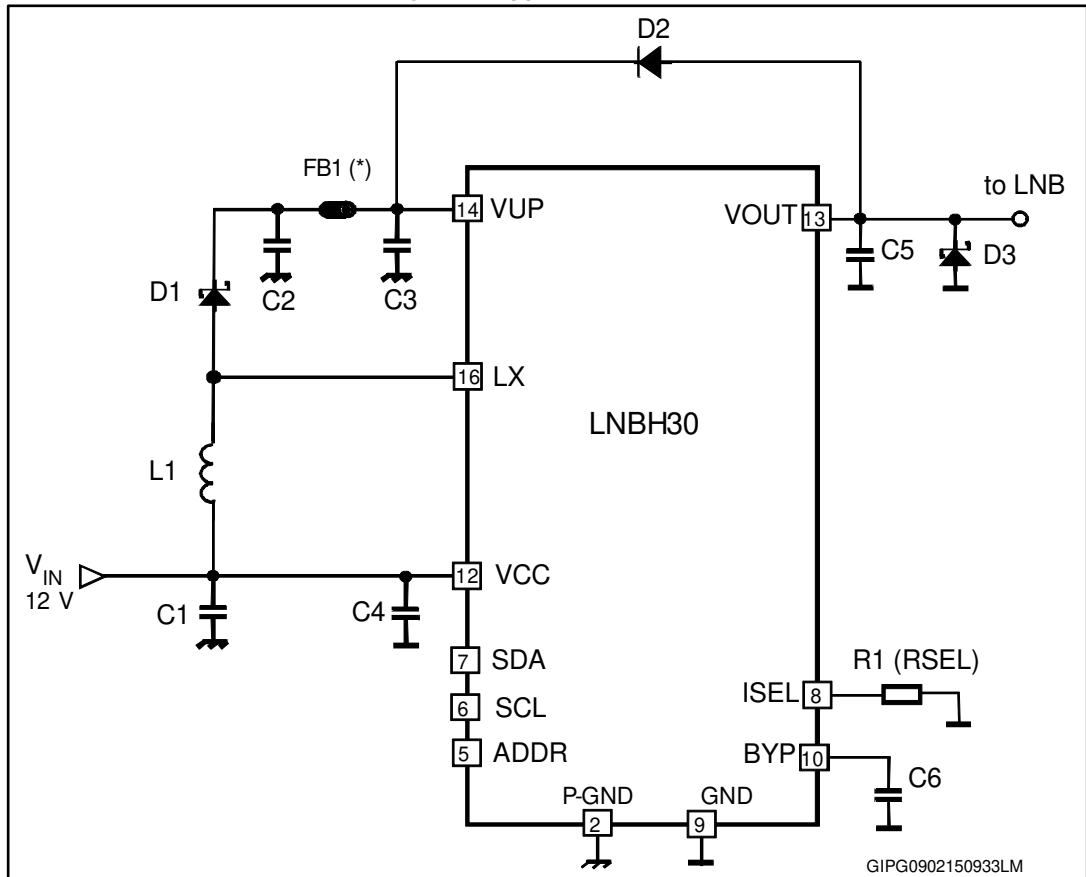 D2
FB1 (*)
to LNB
14 VUP
VOUT 13
C5
D3
D1
C2
C3
16 LX
LNBH30
L1
VIN
12 V
12 VCC
C1
C4
7 SDA
R1 (RSEL)
ISEL 8
6 SCL
5 ADDR
BYP 10
C6
P-GND
GND
2
9
GIPG0902150933LM